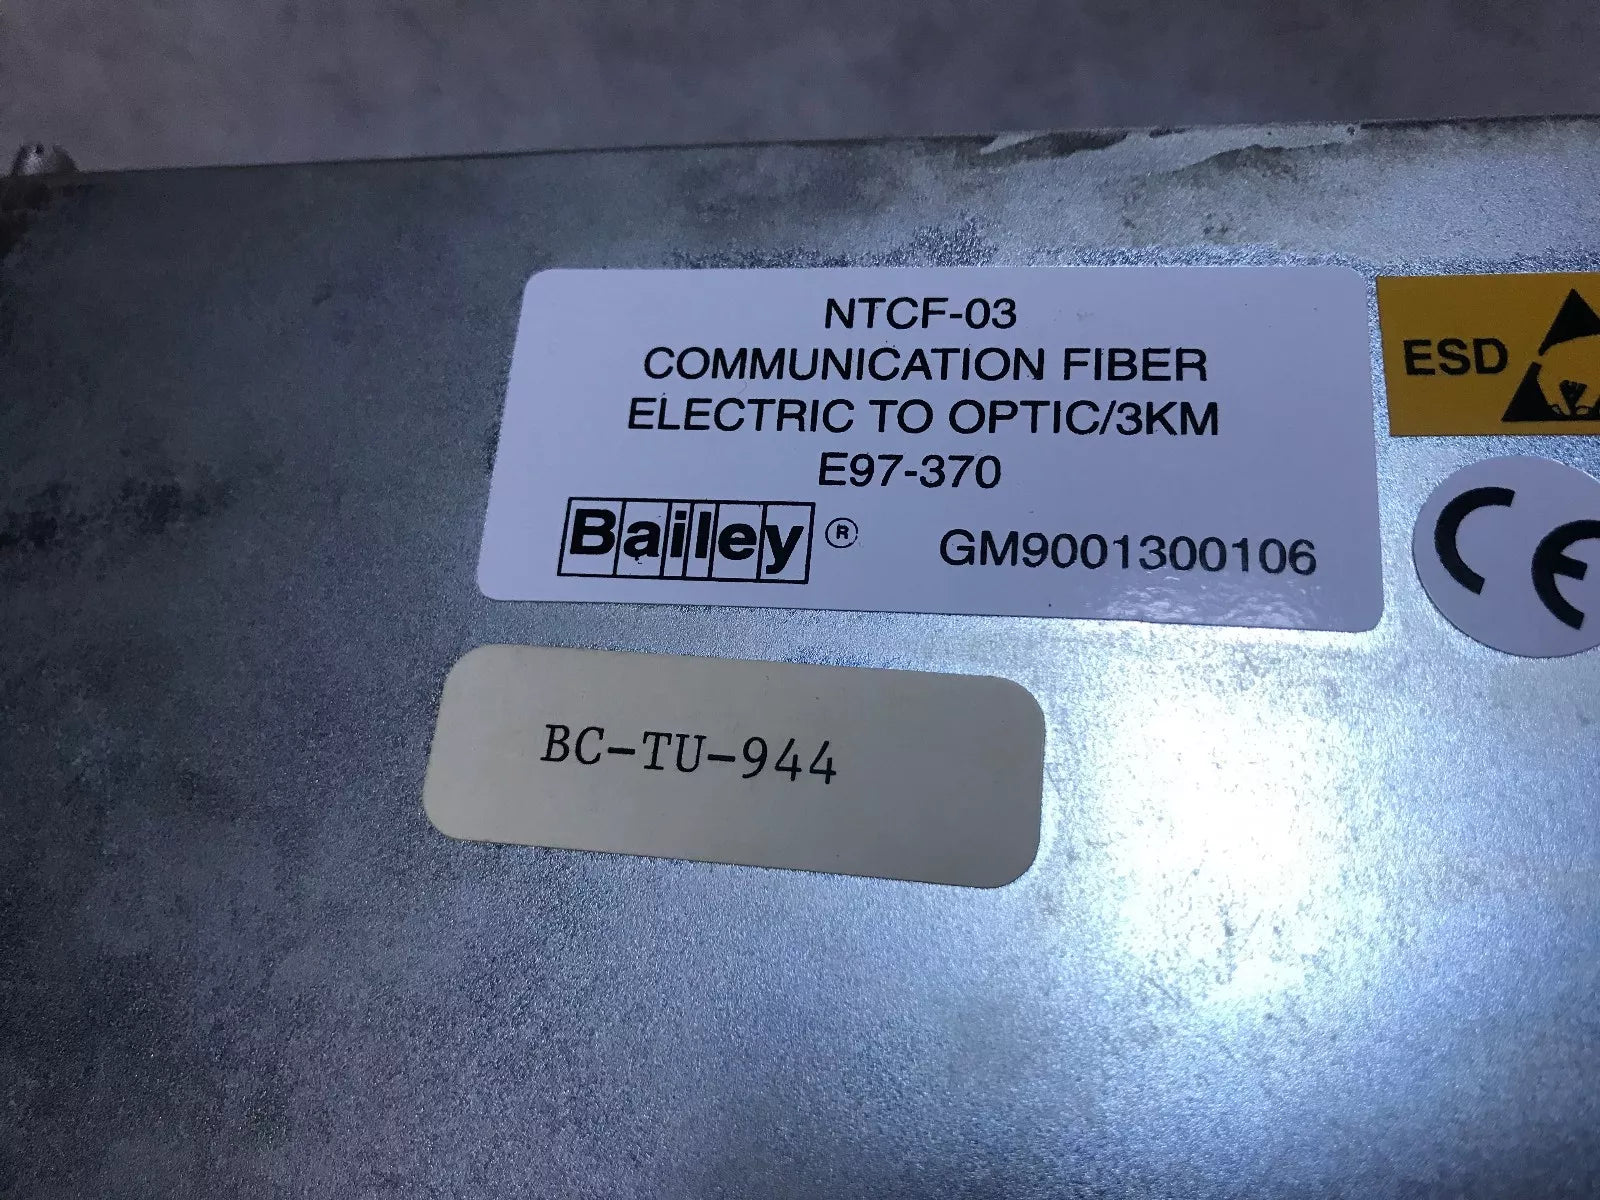 NTCF-03
COMMUNICATION FIBER
ELECTRIC TO OPTIC/3KM
E97-370
Bailey ® GM9001300106
ESD
CE
BC-TU-944